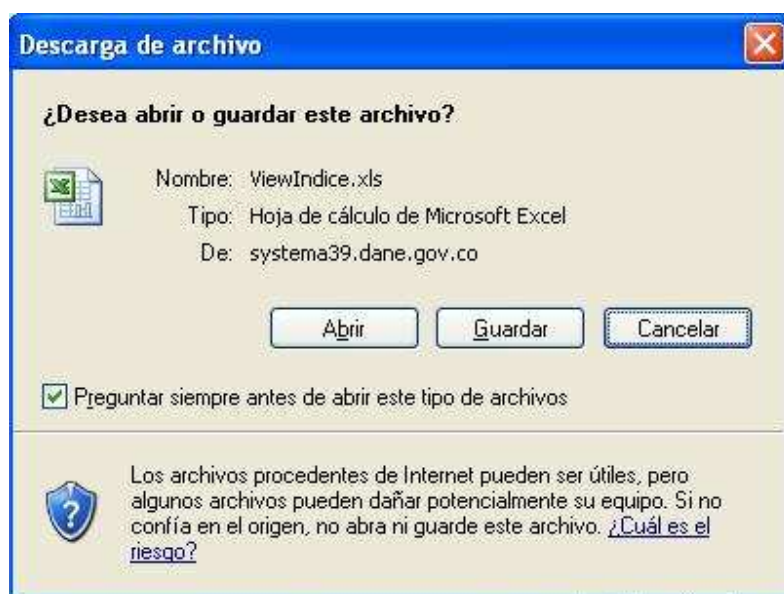 Descarga de archivo
¿Desea abrir o guardar este archivo?
Nombre: ViewIndice.xls
Tipo: Hoja de cálculo de Microsoft Excel
De: systema39.dane.gov.co
Abrir Guardar Cancelar
Preguntar siempre antes de abrir este tipo de archivos
Los archivos procedentes de Internet pueden ser útiles, pero
algunos archivos pueden dañar potencialmente su equipo. Si no
confía en el origen, no abra ni guarde este archivo. ¿Cuál es el
riesgo?